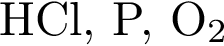 HCl, P, O₂